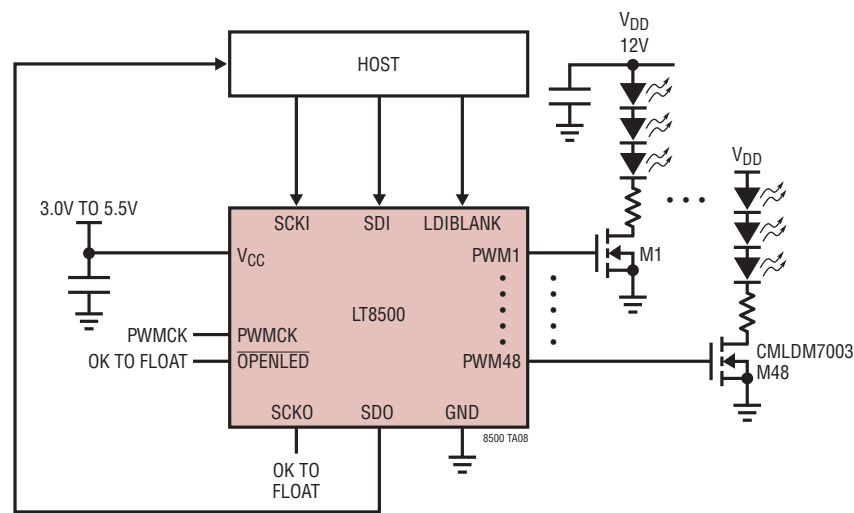 VDD
12V
HOST
VDD
3.0V TO 5.5V
SCKI SDI LDIBLANK
VCC PWM1 M1
LT8500
PWMCK PWMCK
OK TO FLOAT OPENLED PWM48 CMLDM7003
M48
SCKO SDO GND
8500 TA08
OK TO
FLOAT